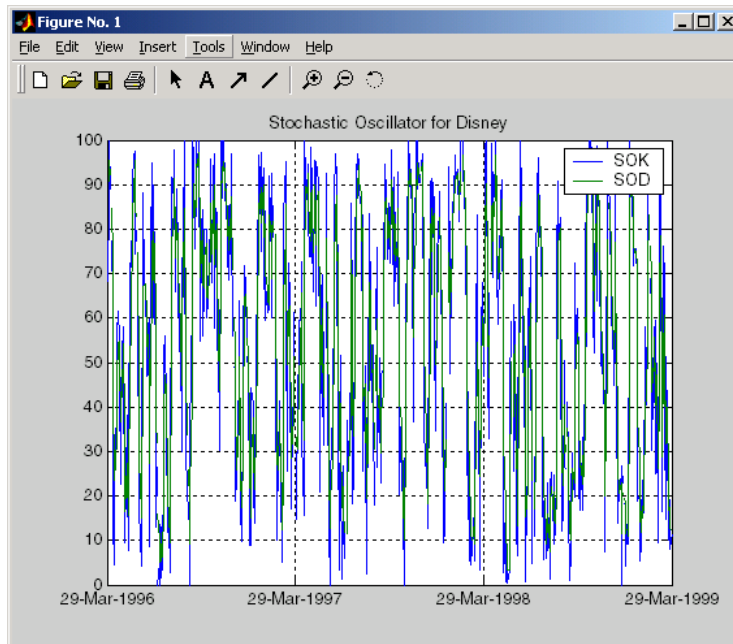 Figure No. 1
File Edit View Insert Tools Window Help
A
Stochastic Oscillator for Disney
100
90
80
70
60
50
40
30
20
10
0
SOK
SOD
29-Mar-1996 29-Mar-1997 29-Mar-1998 29-Mar-1999